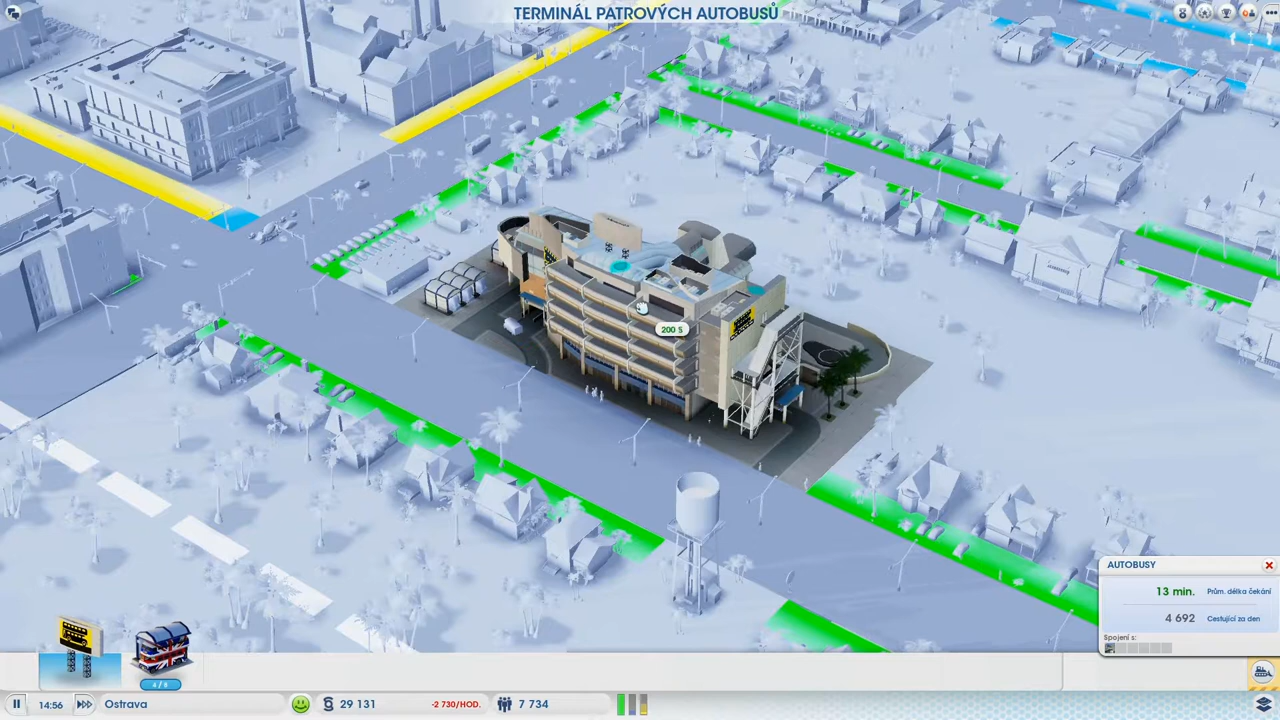 TERMINÁL PATROVÝCH AUTOBUSŮ
200 S
AUTOBUSY
13 min. Prům. délka čekání
4 692 Cestující za den
Spojení s:
4 / 8
14:56 Ostrava 29 131 -2 730/HOD. 7 734